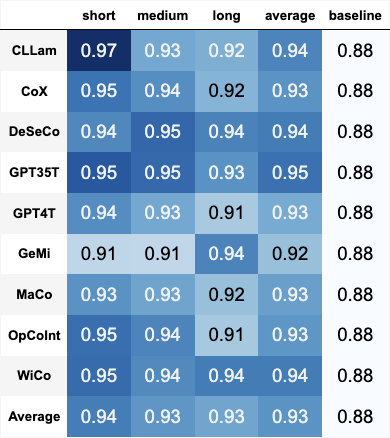 short medium long average baseline
CLLam 0.97 0.93 0.92 0.94 0.88
CoX 0.95 0.94 0.92 0.93 0.88
DeSeCo 0.94 0.95 0.94 0.94 0.88
GPT35T 0.95 0.95 0.93 0.95 0.88
GPT4T 0.94 0.93 0.91 0.93 0.88
GeMi 0.91 0.91 0.94 0.92 0.88
MaCo 0.93 0.93 0.92 0.93 0.88
OpCoInt 0.95 0.94 0.91 0.93 0.88
WiCo 0.95 0.94 0.94 0.94 0.88
Average 0.94 0.93 0.93 0.93 0.88